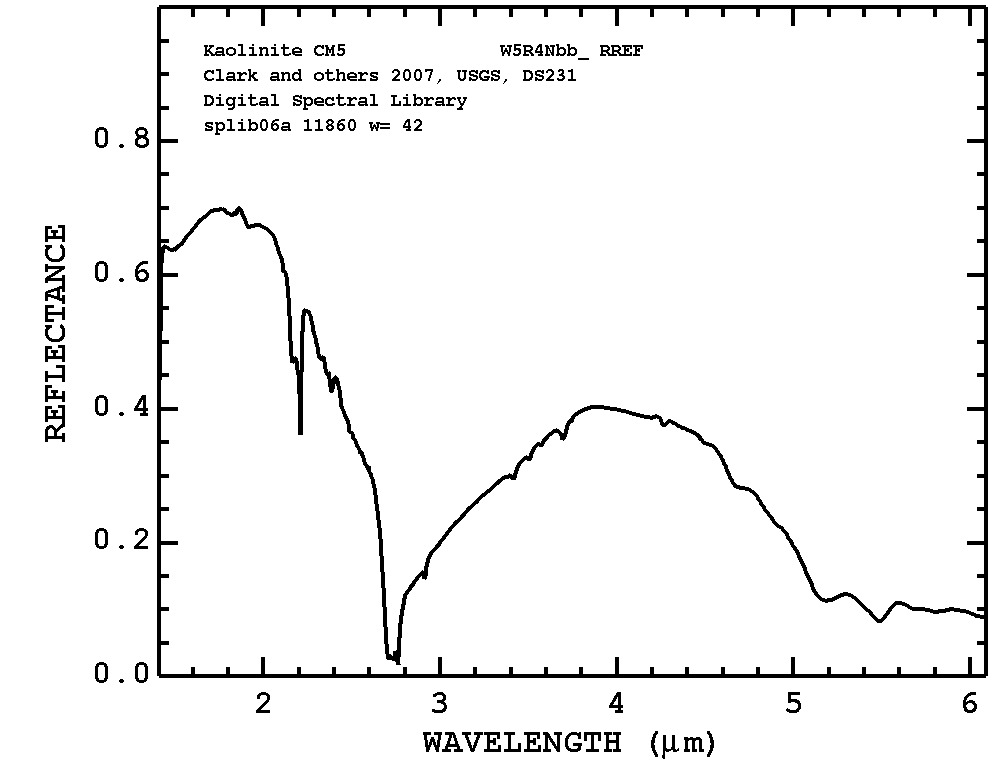 Kaolinite CM5 W5R4Nbb_ RREF
Clark and others 2007, USGS, DS231
Digital Spectral Library
splib06a 11860 w= 42
0.8
0.6
0.4
0.2
0.0
REFLECTANCE
2 3 4 5 6
WAVELENGTH (μm)